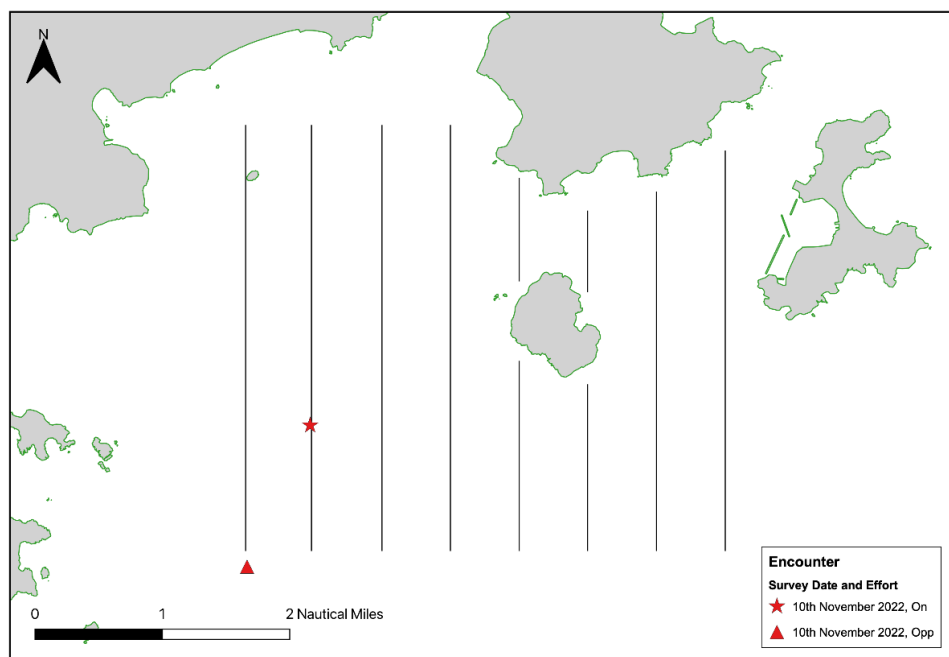 N
0 1 2 Nautical Miles
Encounter
Survey Date and Effort
10th November 2022, On
10th November 2022, Opp